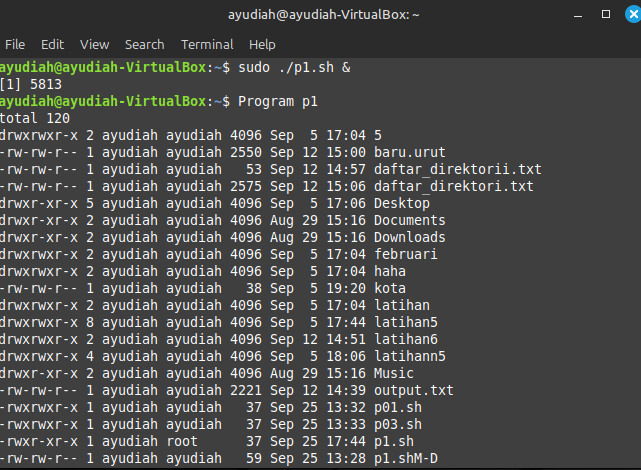 ayudiah@ayudiah-VirtualBox: ~
File Edit View Search Terminal Help
ayudiah@ayudiah-VirtualBox:~$ sudo ./p1.sh &
[1] 5813
ayudiah@ayudiah-VirtualBox:~$ Program p1
total 120
drwxrwxr-x 2 ayudiah ayudiah 4096 Sep  5 17:04 5
-rw-rw-r-- 1 ayudiah ayudiah 2550 Sep 12 15:00 baru.urut
-rw-rw-r-- 1 ayudiah ayudiah   53 Sep 12 14:57 daftar_direktorii.txt
-rw-rw-r-- 1 ayudiah ayudiah 2575 Sep 12 15:06 daftar_direktori.txt
drwxr-xr-x 5 ayudiah ayudiah 4096 Sep  5 17:06 Desktop
drwxr-xr-x 2 ayudiah ayudiah 4096 Aug 29 15:16 Documents
drwxr-xr-x 2 ayudiah ayudiah 4096 Aug 29 15:16 Downloads
drwxrwxr-x 2 ayudiah ayudiah 4096 Sep  5 17:04 februari
drwxrwxr-x 2 ayudiah ayudiah 4096 Sep  5 17:04 haha
-rw-rw-r-- 1 ayudiah ayudiah   38 Sep  5 19:20 kota
drwxrwxr-x 2 ayudiah ayudiah 4096 Sep  5 17:04 latihan
drwxrwxr-x 8 ayudiah ayudiah 4096 Sep  5 17:44 latihan5
drwxrwxr-x 2 ayudiah ayudiah 4096 Sep 12 14:51 latihan6
drwxrwxr-x 4 ayudiah ayudiah 4096 Sep  5 18:06 latihann5
drwxr-xr-x 2 ayudiah ayudiah 4096 Aug 29 15:16 Music
-rw-rw-r-- 1 ayudiah ayudiah 2221 Sep 12 14:39 output.txt
-rwxrwxr-x 1 ayudiah ayudiah   37 Sep 25 13:32 p01.sh
-rwxrwxr-x 1 ayudiah ayudiah   37 Sep 25 13:33 p03.sh
-rwxrwxr-x 1 ayudiah root      37 Sep 25 17:44 p1.sh
-rw-rw-r-- 1 ayudiah ayudiah   59 Sep 25 13:28 p1.shM-D